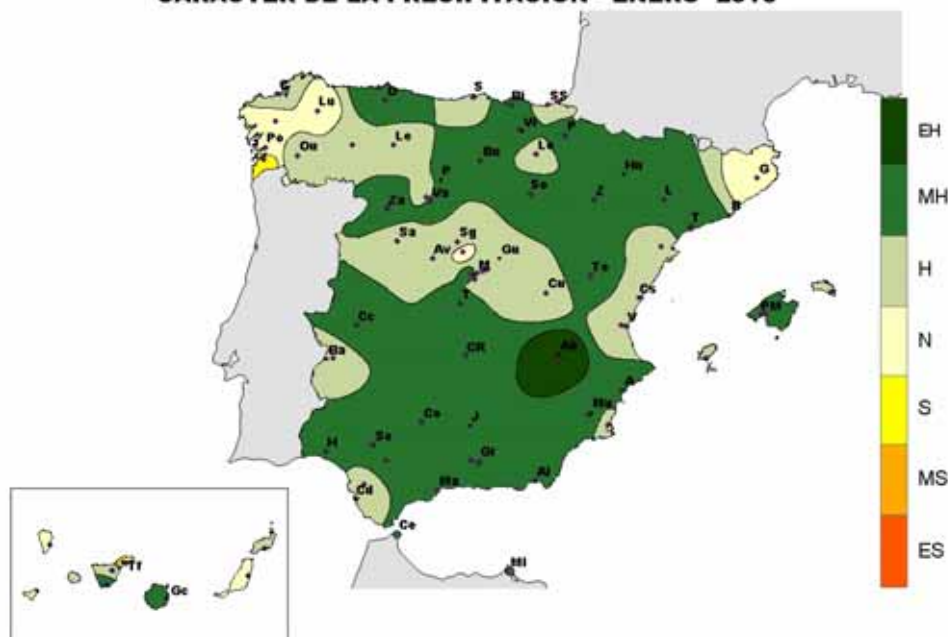 CARÁCTER DE LA PRECIPITACIÓN - ENERO 2010
C
Lu
O
S
Bi
SS
Po
Ou
Le
Vi
P
Bu
Lo
Hu
G
P
Va
So
Z
L
B
Za
T
Sa
Sg
Av
Gu
M
Te
Cu
Cs
T
V
PM
Cc
CR
Ab
Ba
A
Mu
Co
J
H
Se
Gr
Al
Ma
Cd
Ce
Ml
Tf
Gc
EH
MH
H
N
S
MS
ES